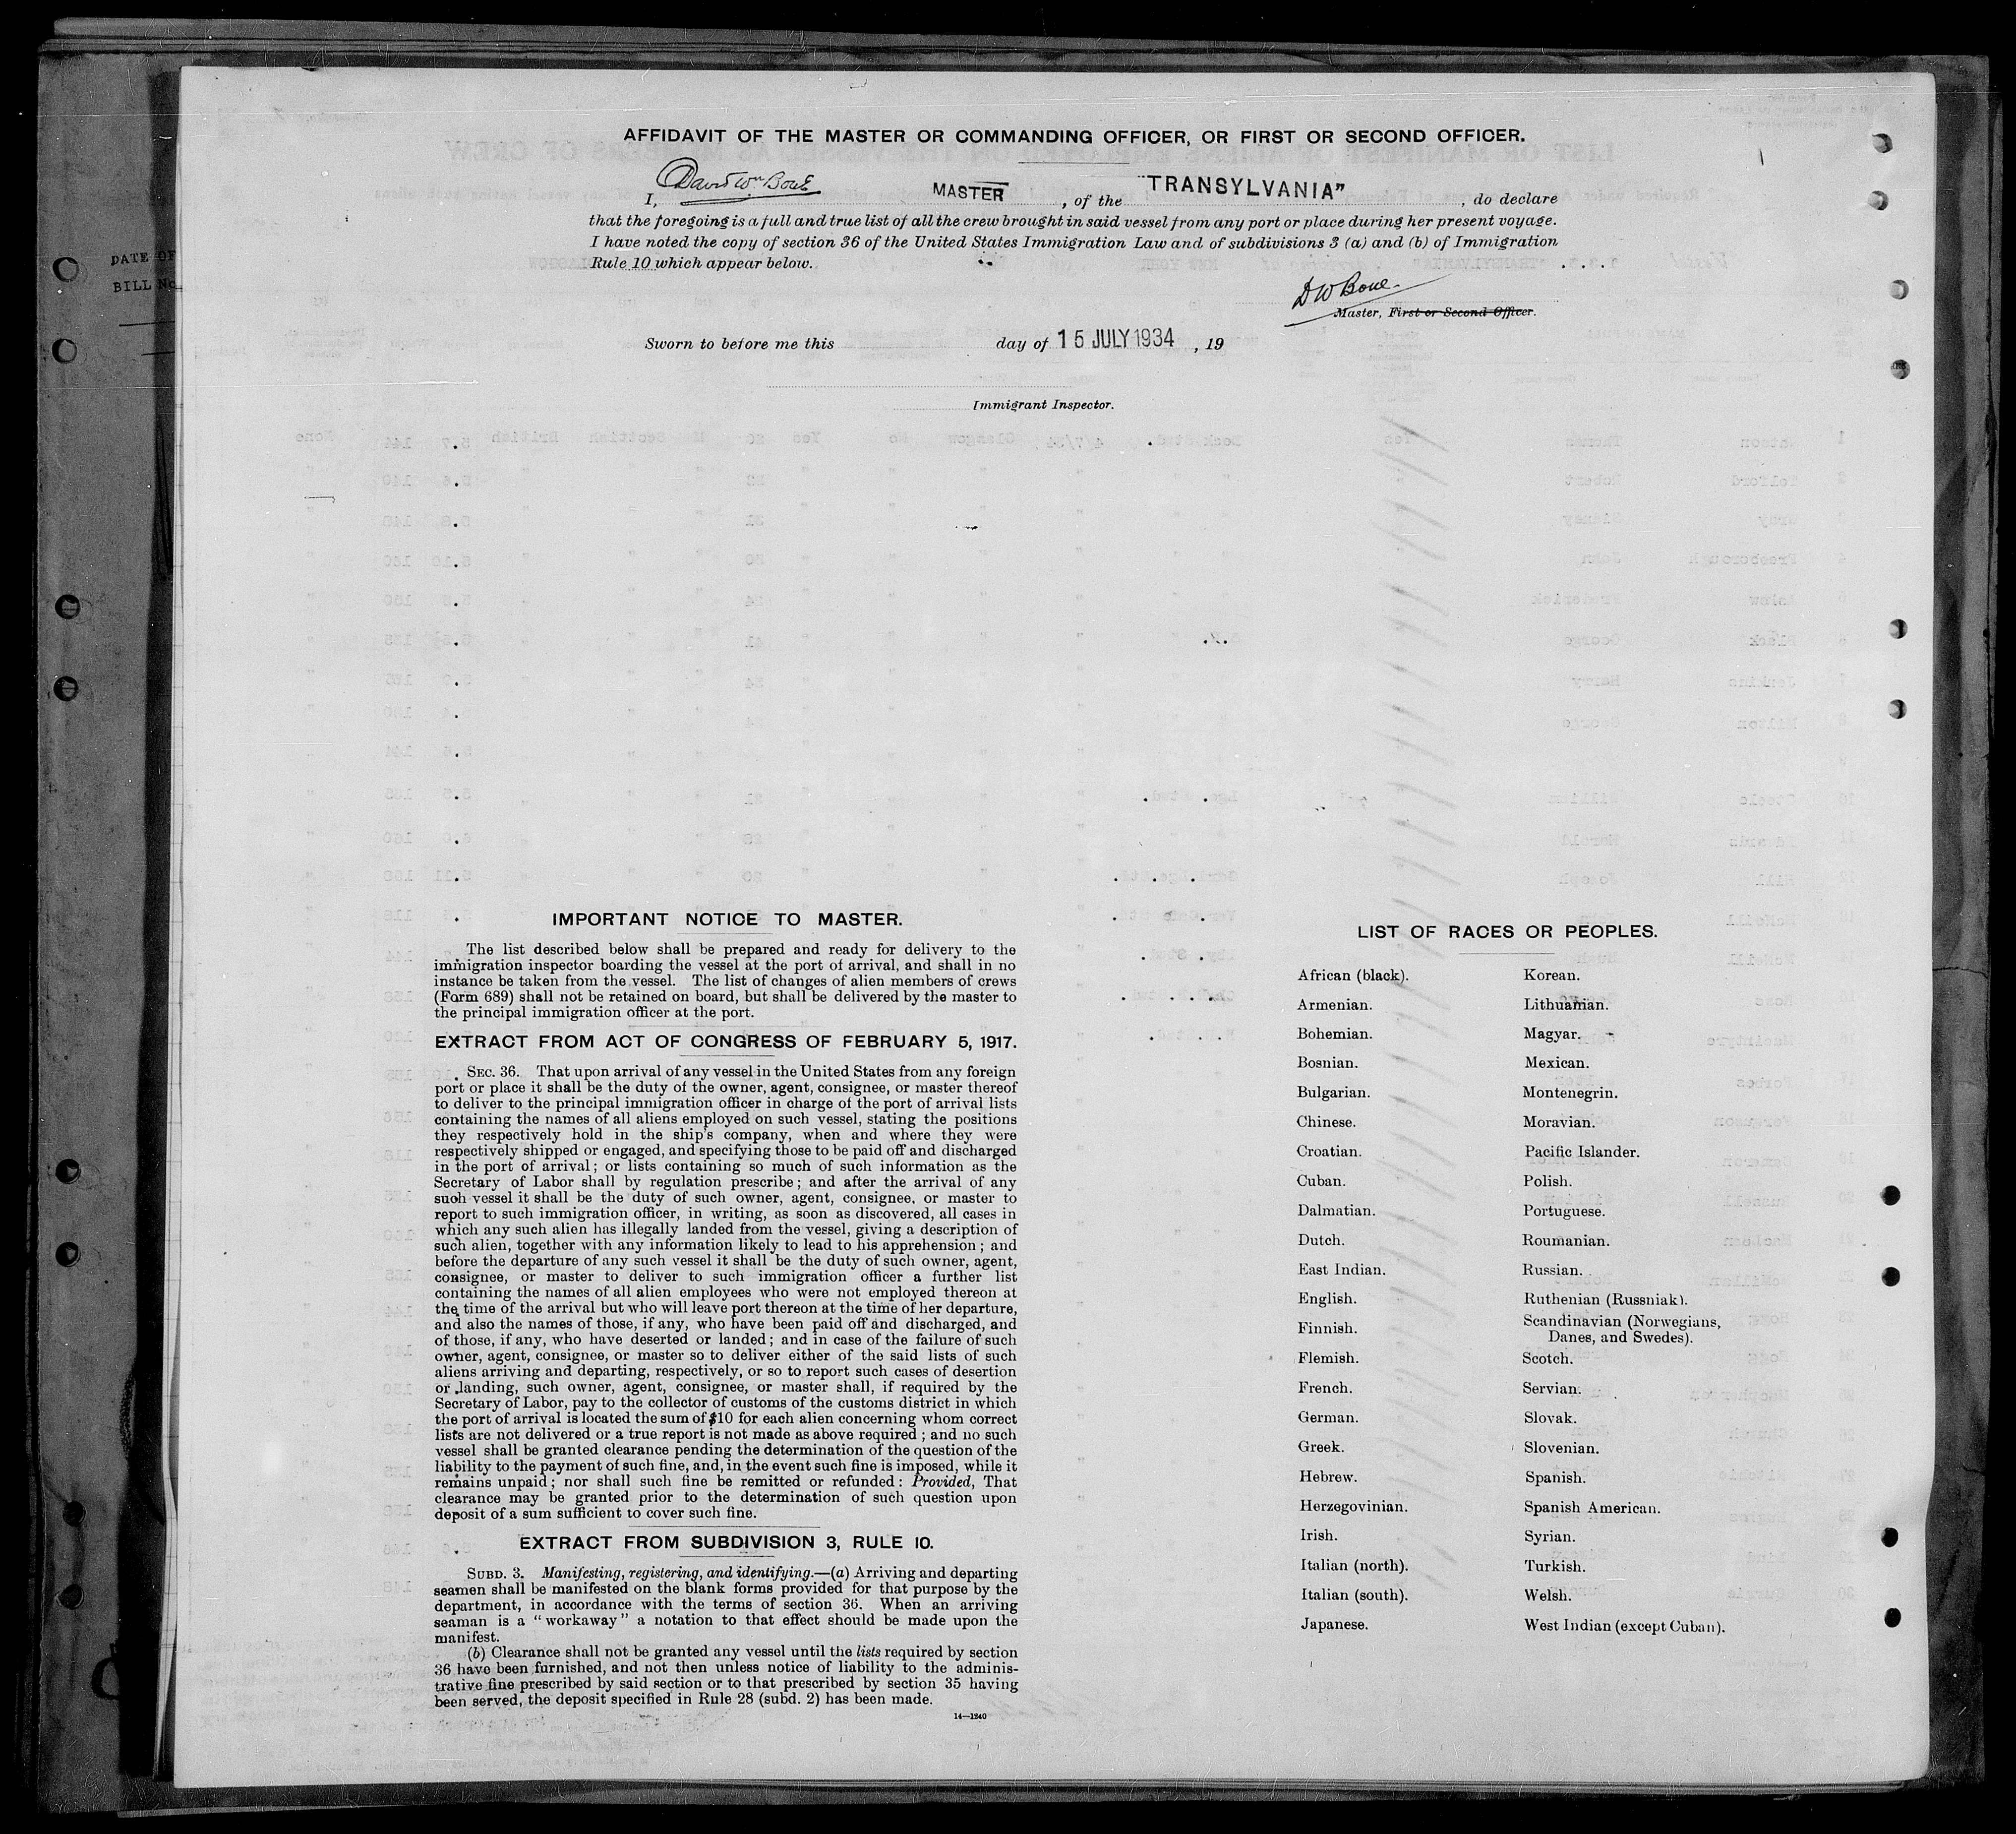 AFFIDAVIT OF THE MASTER OR COMMANDING OFFICER, OR FIRST OR SECOND OFFICER.
I, David Wm Bone MASTER, of the "TRANSYLVANIA", do declare
that the foregoing is a full and true list of all the crew brought in said vessel from any port or place during her present voyage.
I have noted the copy of section 36 of the United States Immigration Law and of subdivisions 3 (a) and (b) of Immigration
Rule 10 which appear below.
DW Bone
Master, First or Second Officer.
Sworn to before me this day of 15 JULY 1934, 19
Immigrant Inspector.
DATE OF
BILL No
IMPORTANT NOTICE TO MASTER.
The list described below shall be prepared and ready for delivery to the
immigration inspector boarding the vessel at the port of arrival, and shall in no
instance be taken from the vessel. The list of changes of alien members of crews
(Form 689) shall not be retained on board, but shall be delivered by the master to
the principal immigration officer at the port.
EXTRACT FROM ACT OF CONGRESS OF FEBRUARY 5, 1917.
SEC. 36. That upon arrival of any vessel in the United States from any foreign
port or place it shall be the duty of the owner, agent, consignee, or master thereof
to deliver to the principal immigration officer in charge of the port of arrival lists
containing the names of all aliens employed on such vessel, stating the positions
they respectively hold in the ship's company, when and where they were
respectively shipped or engaged, and specifying those to be paid off and discharged
in the port of arrival; or lists containing so much of such information as the
Secretary of Labor shall by regulation prescribe; and after the arrival of any
such vessel it shall be the duty of such owner, agent, consignee, or master to
report to such immigration officer, in writing, as soon as discovered, all cases in
which any such alien has illegally landed from the vessel, giving a description of
such alien, together with any information likely to lead to his apprehension; and
before the departure of any such vessel it shall be the duty of such owner, agent,
consignee, or master to deliver to such immigration officer a further list
containing the names of all alien employees who were not employed thereon at
the time of the arrival but who will leave port thereon at the time of her departure,
and also the names of those, if any, who have been paid off and discharged, and
of those, if any, who have deserted or landed; and in case of the failure of such
owner, agent, consignee, or master so to deliver either of the said lists of such
aliens arriving and departing, respectively, or so to report such cases of desertion
or landing, such owner, agent, consignee, or master shall, if required by the
Secretary of Labor, pay to the collector of customs of the customs district in which
the port of arrival is located the sum of $10 for each alien concerning whom correct
lists are not delivered or a true report is not made as above required; and no such
vessel shall be granted clearance pending the determination of the question of the
liability to the payment of such fine, and, in the event such fine is imposed, while it
remains unpaid; nor shall such fine be remitted or refunded: Provided, That
clearance may be granted prior to the determination of such question upon
deposit of a sum sufficient to cover such fine.
EXTRACT FROM SUBDIVISION 3, RULE 10.
SUBD. 3. Manifesting, registering, and identifying.—(a) Arriving and departing
seamen shall be manifested on the blank forms provided for that purpose by the
department, in accordance with the terms of section 36. When an arriving
seaman is a "workaway" a notation to that effect should be made upon the
manifest.
(b) Clearance shall not be granted any vessel until the lists required by section
36 have been furnished, and not then unless notice of liability to the adminis-
trative fine prescribed by said section or to that prescribed by section 35 having
been served, the deposit specified in Rule 28 (subd. 2) has been made.
14—1240
LIST OF RACES OR PEOPLES.
African (black).
Armenian.
Bohemian.
Bosnian.
Bulgarian.
Chinese.
Croatian.
Cuban.
Dalmatian.
Dutch.
East Indian.
English.
Finnish.
Flemish.
French.
German.
Greek.
Hebrew.
Herzegovinian.
Irish.
Italian (north).
Italian (south).
Japanese.
Korean.
Lithuanian.
Magyar.
Mexican.
Montenegrin.
Moravian.
Pacific Islander.
Polish.
Portuguese.
Roumanian.
Russian.
Ruthenian (Russniak).
Scandinavian (Norwegians,
Danes, and Swedes).
Scotch.
Servian.
Slovak.
Slovenian.
Spanish.
Spanish American.
Syrian.
Turkish.
Welsh.
West Indian (except Cuban).